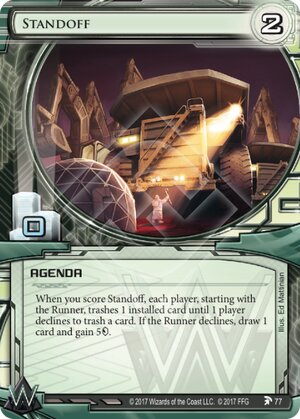 STANDOFF
2
0
AGENDA
When you score Standoff, each player, starting with
the Runner, trashes 1 installed card until 1 player
declines to trash a card. If the Runner declines, draw 1
card and gain 5
Illus. Ed Mattinian
© 2017 Wizards of the Coast LLC. © 2017 FFG
77